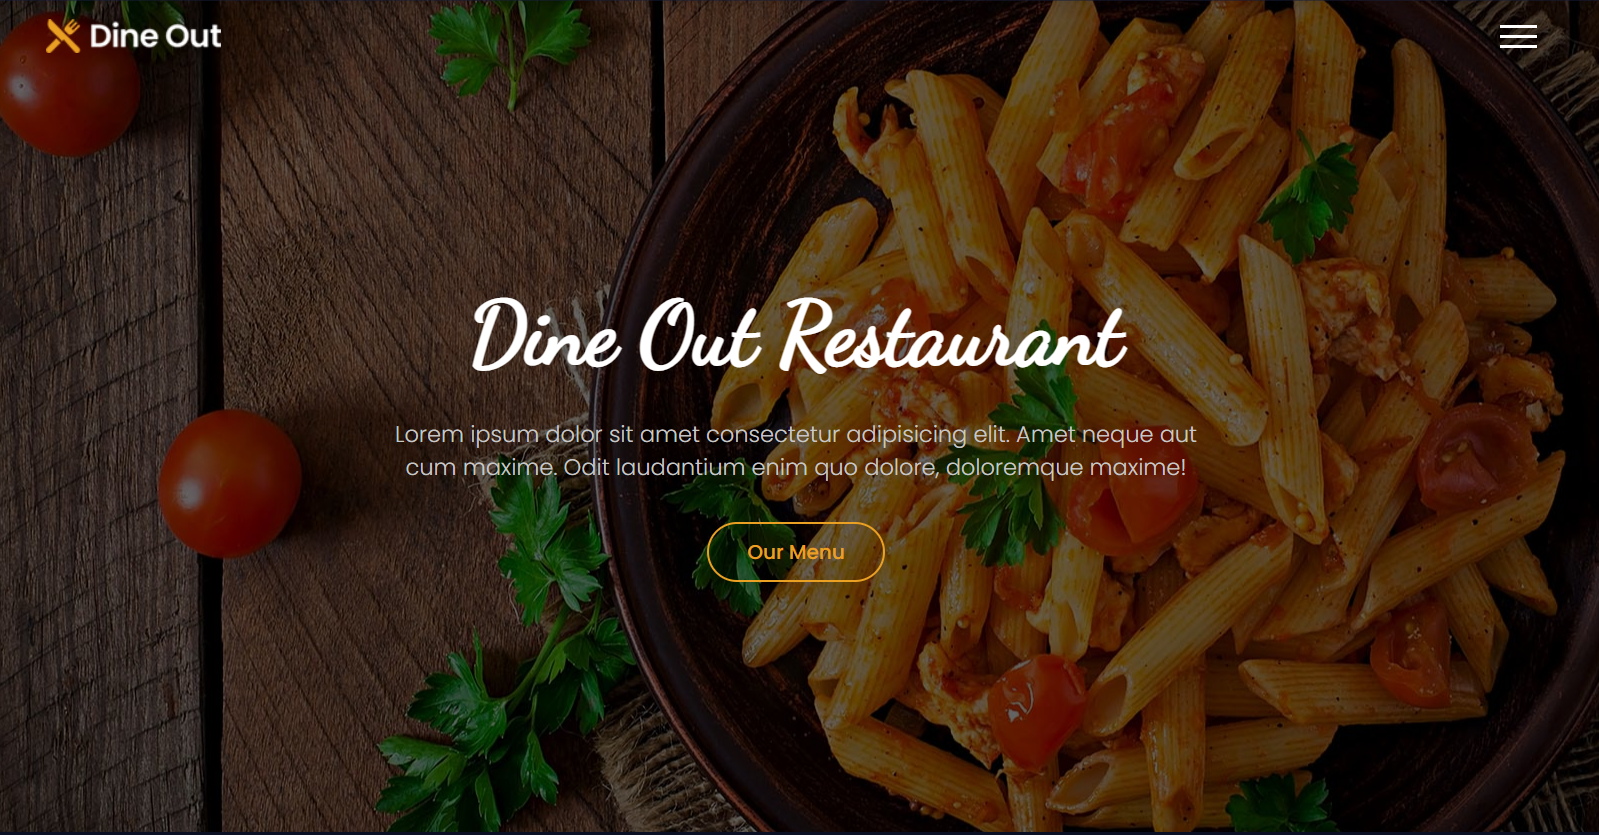 Dine Out
Dine Out Restaurant
Lorem ipsum dolor sit amet consectetur adipisicing elit. Amet neque aut
cum maxime. Odit laudantium enim quo dolore, doloremque maxime!
Our Menu